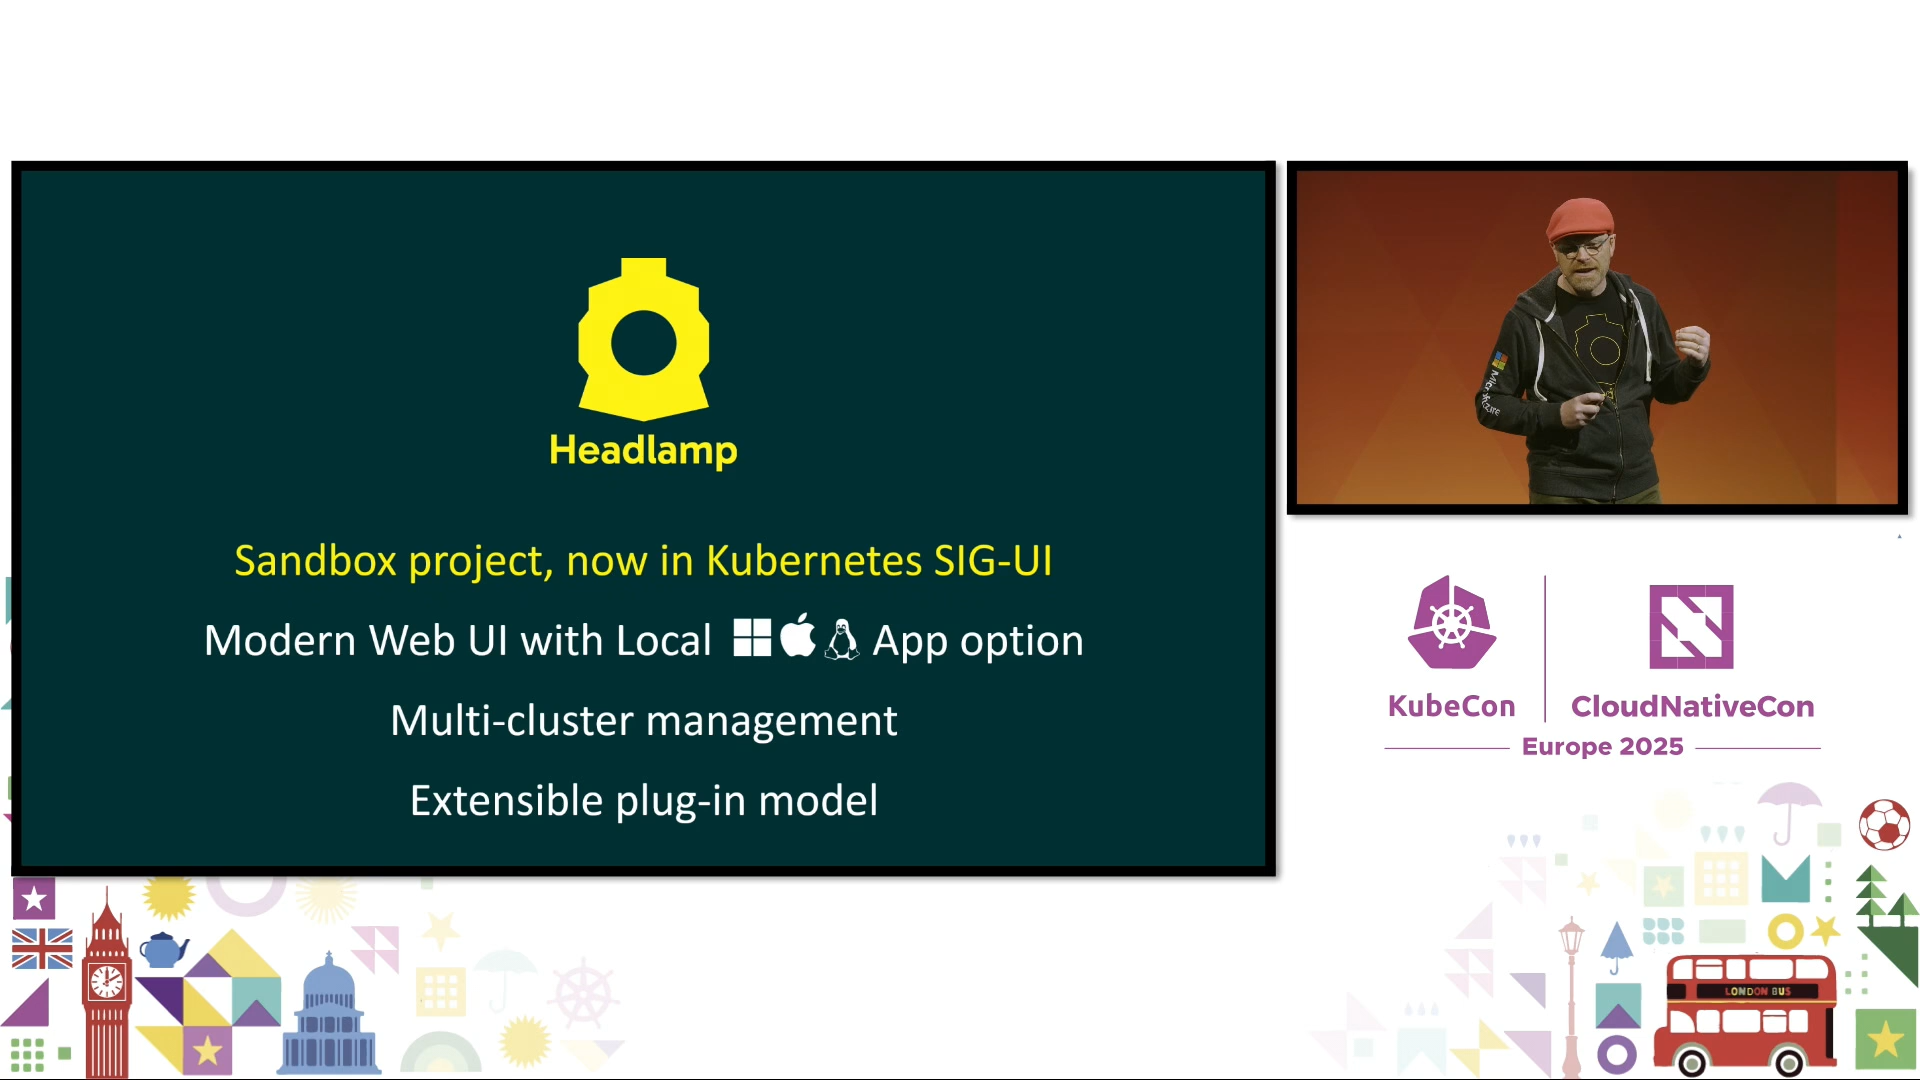 Headlamp
Sandbox project, now in Kubernetes SIG-UI
Modern Web UI with Local App option
Multi-cluster management
Extensible plug-in model
KubeCon
CloudNativeCon
Europe 2025
LONDON BUS